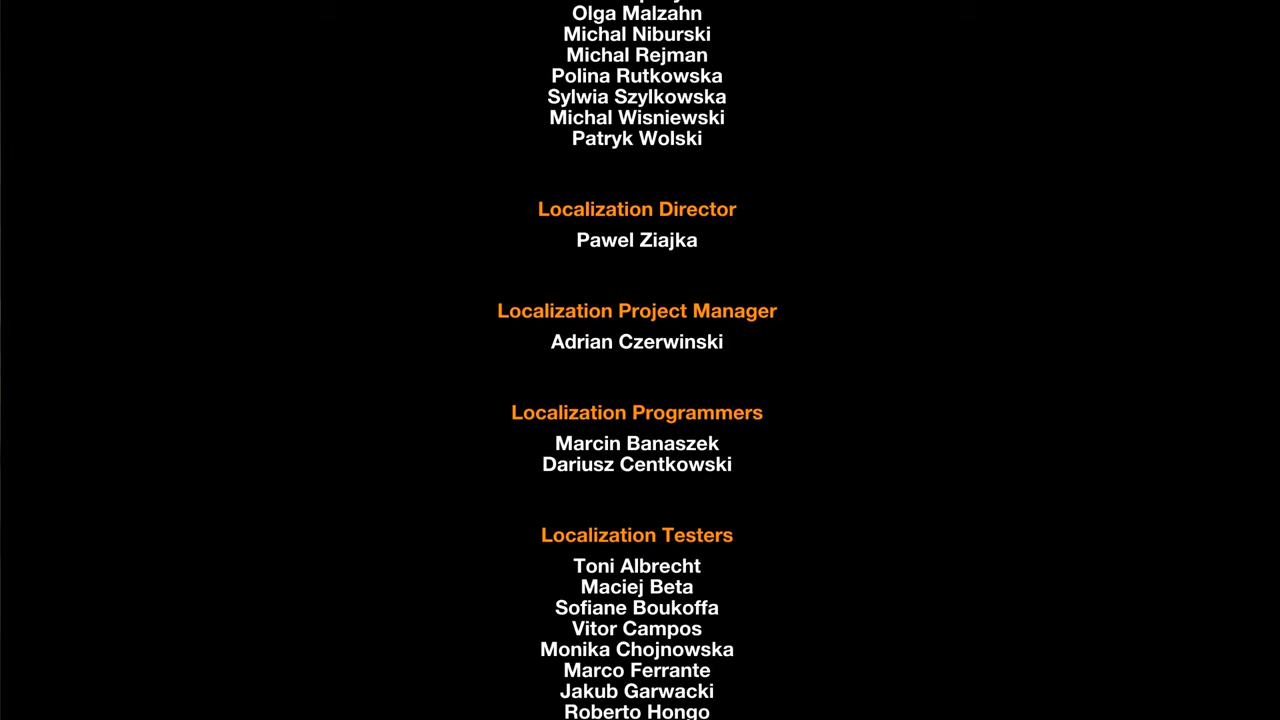 Olga Malzahn
Michal Niburski
Michal Rejman
Polina Rutkowska
Sylwia Szylkowska
Michal Wisniewski
Patryk Wolski
Localization Director
Pawel Ziajka
Localization Project Manager
Adrian Czerwinski
Localization Programmers
Marcin Banaszek
Dariusz Centkowski
Localization Testers
Toni Albrecht
Maciej Beta
Sofiane Boukoffa
Vitor Campos
Monika Chojnowska
Marco Ferrante
Jakub Garwacki
Roberto Hongo